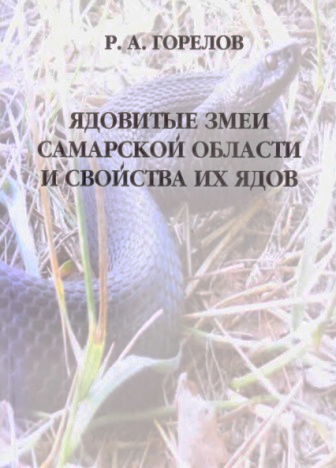 Р. А. ГОРЕЛОВ
ЯДОВИТЫЕ ЗМЕИ
САМАРСКОЙ ОБЛАСТИ
И СВОЙСТВА ИХ ЯДОВ